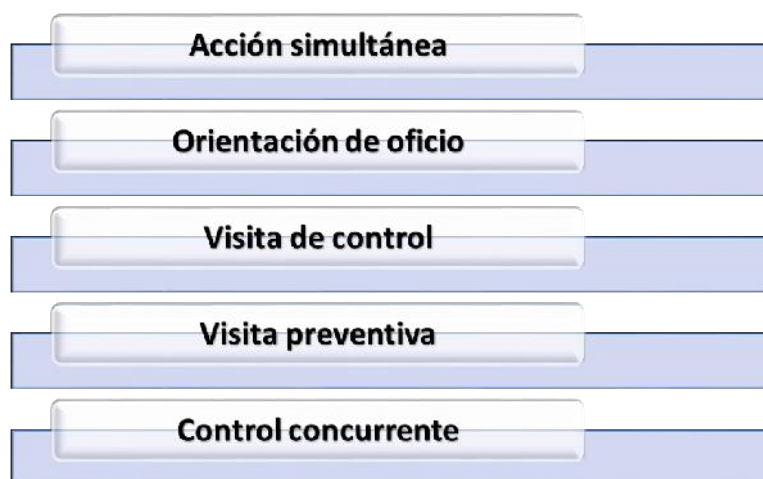 Acción simultánea
Orientación de oficio
Visita de control
Visita preventiva
Control concurrente